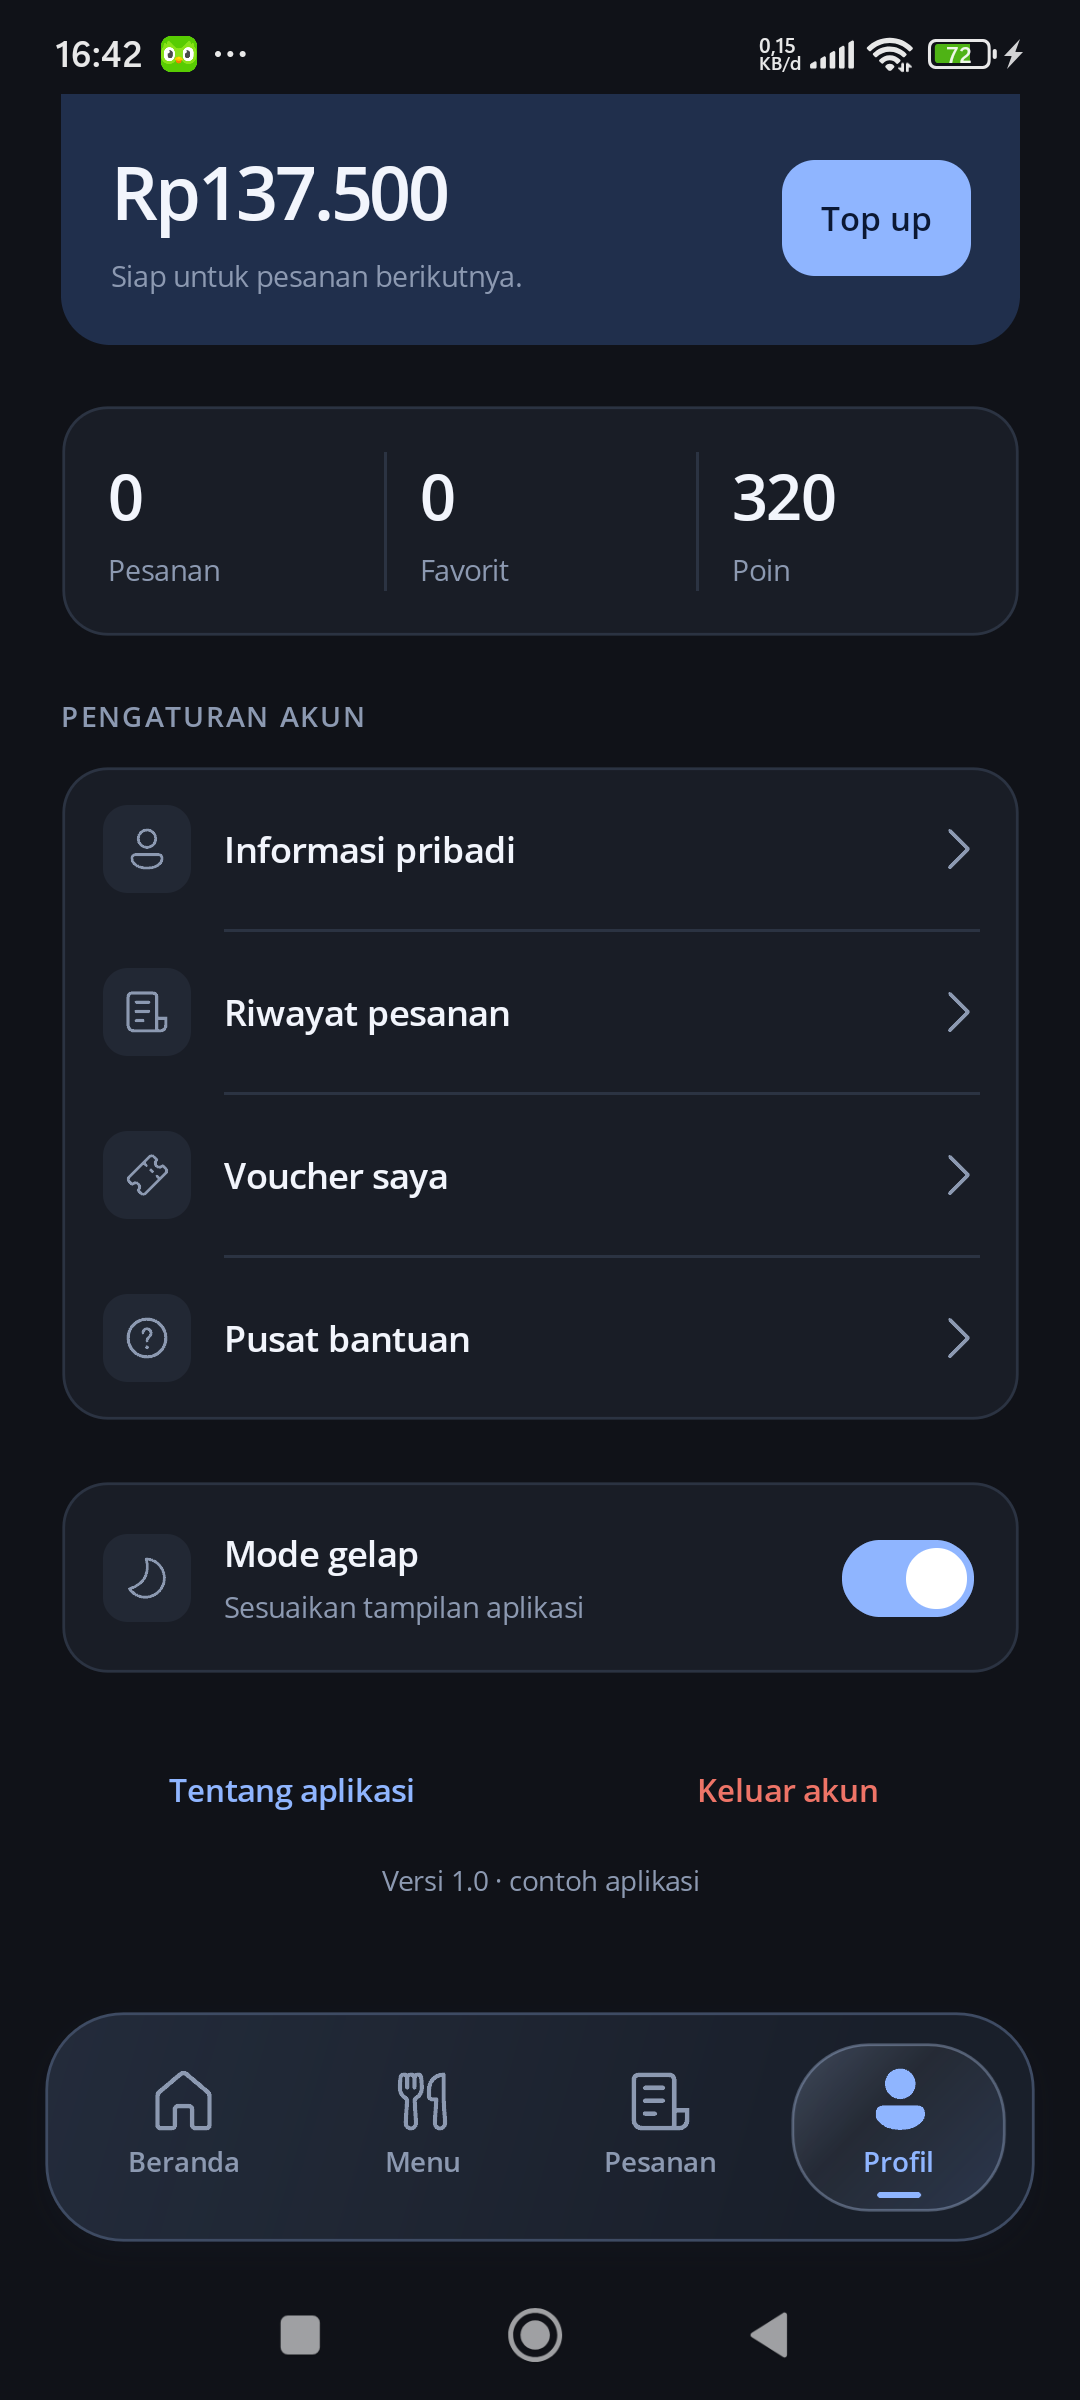 16:42
0,15
KB/d
72
Rp137.500
Top up
Siap untuk pesanan berikutnya.
0
0
320
Pesanan
Favorit
Poin
PENGATURAN AKUN
Informasi pribadi
Riwayat pesanan
Voucher saya
Pusat bantuan
Mode gelap
Sesuaikan tampilan aplikasi
Tentang aplikasi
Keluar akun
Versi 1.0 · contoh aplikasi
Beranda
Menu
Pesanan
Profil